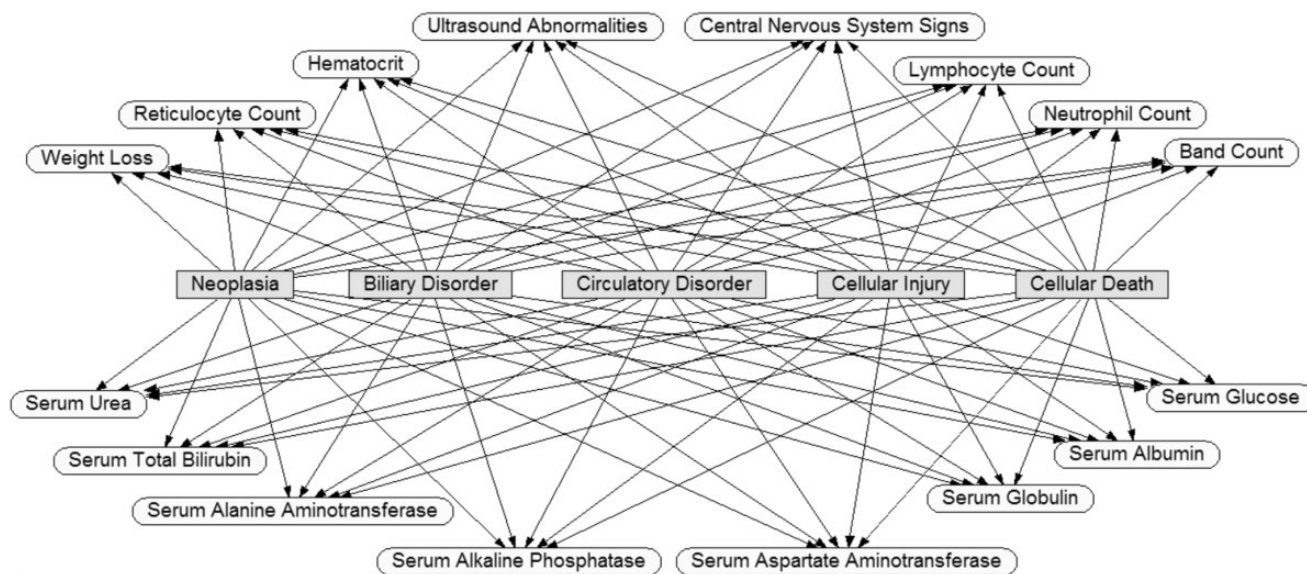 Ultrasound Abnormalities
Central Nervous System Signs
Hematocrit
Lymphocyte Count
Reticulocyte Count
Neutrophil Count
Weight Loss
Band Count
Neoplasia
Biliary Disorder
Circulatory Disorder
Cellular Injury
Cellular Death
Serum Urea
Serum Glucose
Serum Total Bilirubin
Serum Albumin
Serum Alanine Aminotransferase
Serum Globulin
Serum Alkaline Phosphatase
Serum Aspartate Aminotransferase